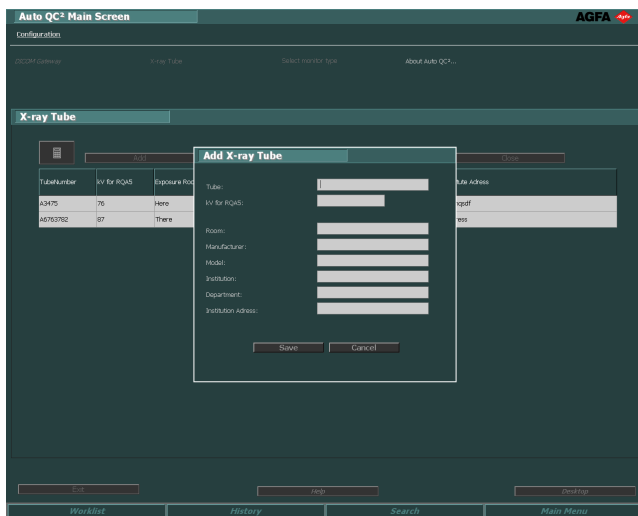 Auto QC² Main Screen
AGFA Agfa
Configuration
DICOM Gateway X-ray Tube Select monitor type About Auto QC²...
X-ray Tube
Add Close
Add X-ray Tube
TubeNumber kV for RQA5 Exposure Roo tute Adress
A3475 76 Here nqsdf
A6763782 87 There ress
Tube:
kV for RQA5:
Room:
Manufacturer:
Model:
Institution:
Department:
Institution Adress:
Save Cancel
Exit Help Desktop
Worklist History Search Main Menu